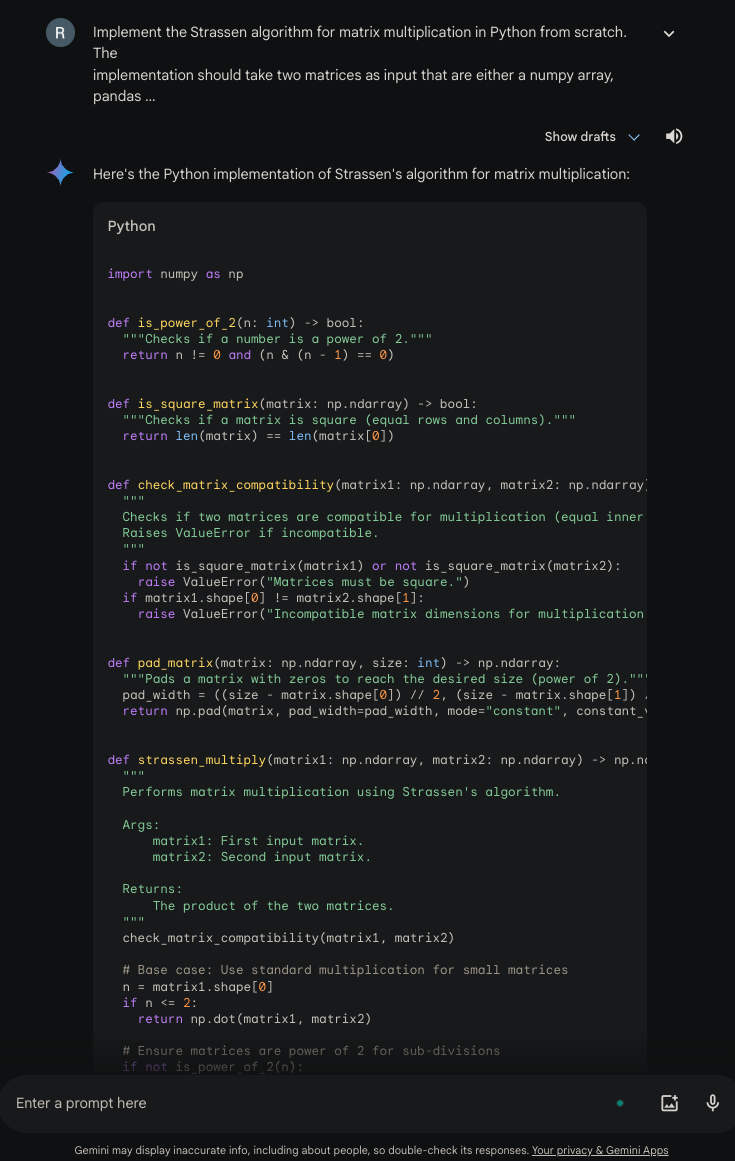 R
Implement the Strassen algorithm for matrix multiplication in Python from scratch.
The
implementation should take two matrices as input that are either a numpy array,
pandas ...
Show drafts
Here's the Python implementation of Strassen's algorithm for matrix multiplication:
Python
import numpy as np
def is_power_of_2(n: int) -> bool:
"""Checks if a number is a power of 2."""
return n != 0 and (n & (n - 1) == 0)
def is_square_matrix(matrix: np.ndarray) -> bool:
"""Checks if a matrix is square (equal rows and columns)."""
return len(matrix) == len(matrix[0])
def check_matrix_compatibility(matrix1: np.ndarray, matrix2: np.ndarray)
"""
Checks if two matrices are compatible for multiplication (equal inner
Raises ValueError if incompatible.
"""
if not is_square_matrix(matrix1) or not is_square_matrix(matrix2):
raise ValueError("Matrices must be square.")
if matrix1.shape[0] != matrix2.shape[1]:
raise ValueError("Incompatible matrix dimensions for multiplication
def pad_matrix(matrix: np.ndarray, size: int) -> np.ndarray:
"""Pads a matrix with zeros to reach the desired size (power of 2)."""
pad_width = ((size - matrix.shape[0]) // 2, (size - matrix.shape[1]) /
return np.pad(matrix, pad_width=pad_width, mode="constant", constant_v
def strassen_multiply(matrix1: np.ndarray, matrix2: np.ndarray) -> np.nd
"""
Performs matrix multiplication using Strassen's algorithm.
Args:
matrix1: First input matrix.
matrix2: Second input matrix.
Returns:
The product of the two matrices.
"""
check_matrix_compatibility(matrix1, matrix2)
# Base case: Use standard multiplication for small matrices
n = matrix1.shape[0]
if n <= 2:
return np.dot(matrix1, matrix2)
# Ensure matrices are power of 2 for sub-divisions
if not is_power_of_2(n):
Enter a prompt here
Gemini may display inaccurate info, including about people, so double-check its responses. Your privacy & Gemini Apps